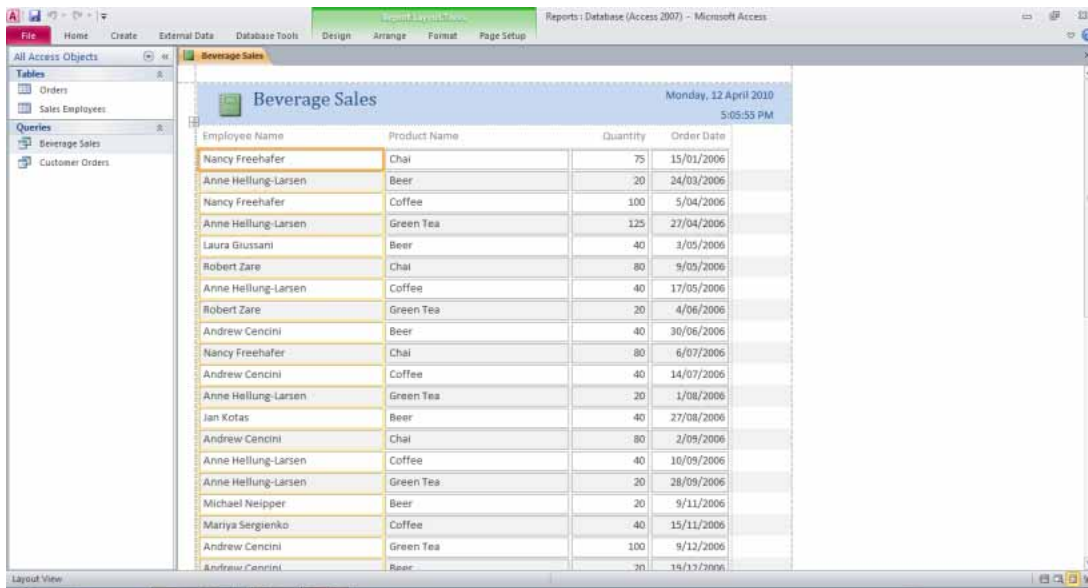 Report Layout Tools
Reports : Database (Access 2007) - Microsoft Access
File Home Create External Data Database Tools Design Arrange Format Page Setup
All Access Objects
Beverage Sales
Tables
Orders
Sales Employees
Queries
Beverage Sales
Customer Orders
Beverage Sales
Monday, 12 April 2010
5:05:55 PM
Employee Name Product Name Quantity Order Date
Nancy Freehafer Chai 75 15/01/2006
Anne Hellung-Larsen Beer 20 24/03/2006
Nancy Freehafer Coffee 100 5/04/2006
Anne Hellung-Larsen Green Tea 125 27/04/2006
Laura Giussani Beer 40 3/05/2006
Robert Zare Chai 80 9/05/2006
Anne Hellung-Larsen Coffee 40 17/05/2006
Robert Zare Green Tea 20 4/06/2006
Andrew Cencini Beer 40 30/06/2006
Nancy Freehafer Chai 80 6/07/2006
Andrew Cencini Coffee 40 14/07/2006
Anne Hellung-Larsen Green Tea 20 1/08/2006
Jan Kotas Beer 40 27/08/2006
Andrew Cencini Chai 80 2/09/2006
Anne Hellung-Larsen Coffee 40 10/09/2006
Anne Hellung-Larsen Green Tea 20 28/09/2006
Michael Neipper Beer 20 9/11/2006
Mariya Sergienko Coffee 40 15/11/2006
Andrew Cencini Green Tea 100 9/12/2006
Andrew Cencini Beer 20 19/12/2006
Layout View